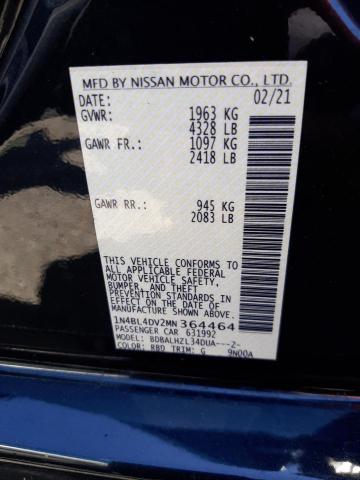 MFD BY NISSAN MOTOR CO., LTD.
DATE: 02/21
GVWR: 1963 KG
4328 LB
GAWR FR.: 1097 KG
2418 LB
GAWR RR.: 945 KG
2083 LB
THIS VEHICLE CONFORMS TO
ALL APPLICABLE FEDERAL
MOTOR VEHICLE SAFETY,
BUMPER, AND THEFT
PREVENTION STANDARDS IN
EFFECT ON THE DATE OF
MANUFACTURE SHOWN ABOVE.
1N4BL4DV2MN364464
PASSENGER CAR 631992
MODEL: BDBALHZL34DUA---2-
COLOR: RBD TRIM: G 9N00A